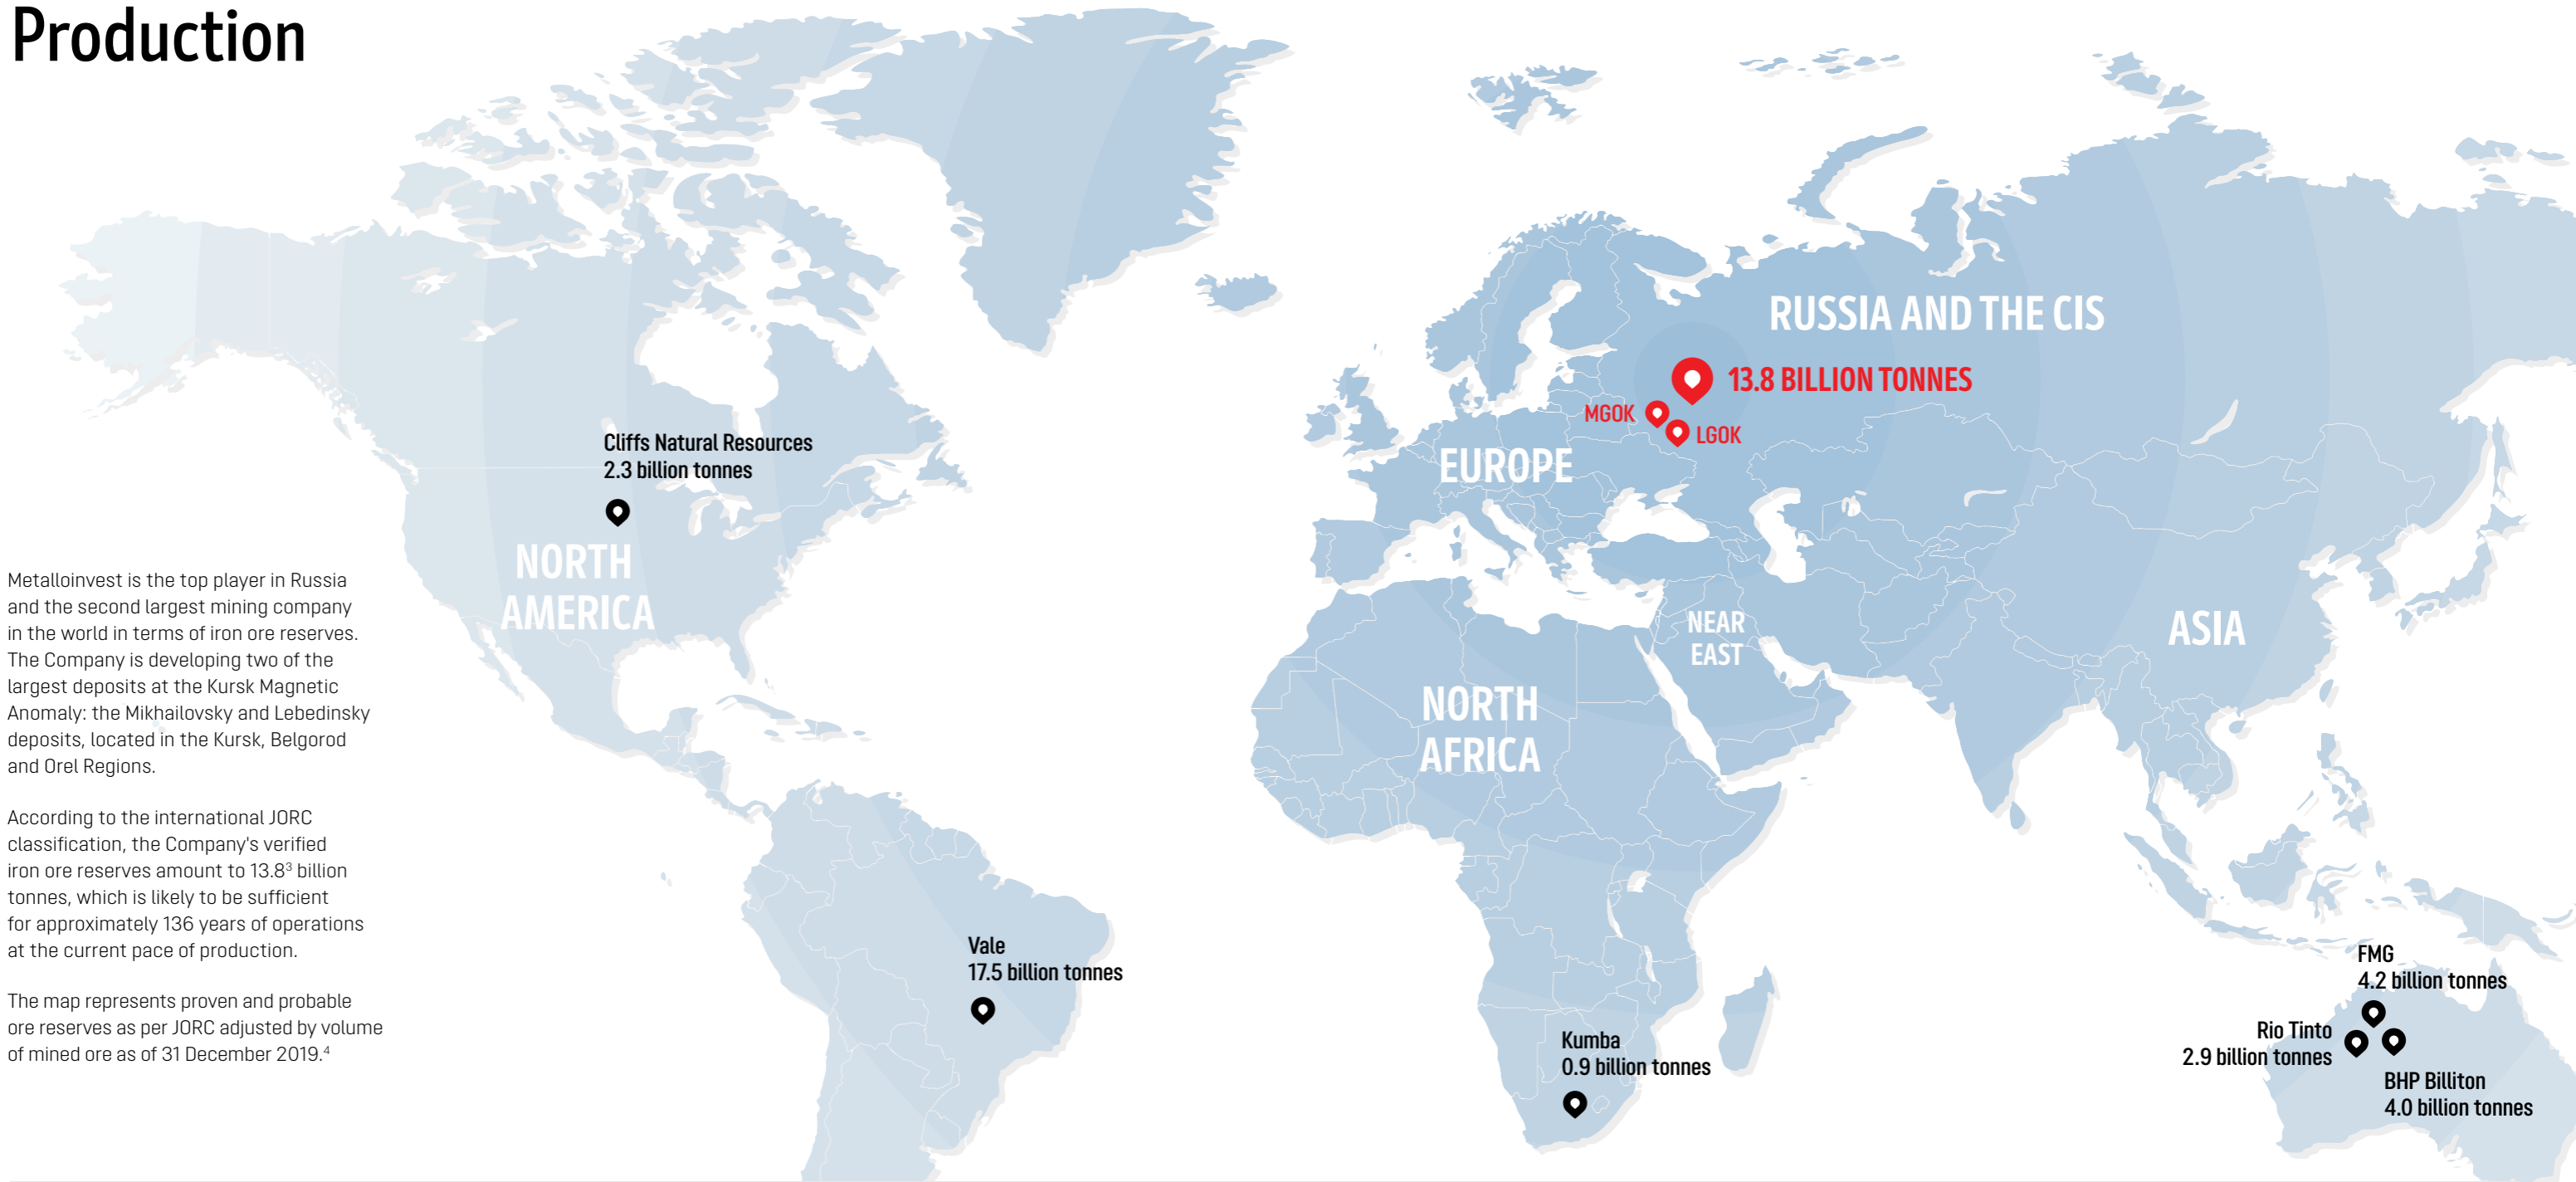 Production
RUSSIA AND THE CIS
13.8 BILLION TONNES
MGOK
LGOK
Cliffs Natural Resources
2.3 billion tonnes
EUROPE
NORTH
AMERICA
Metalloinvest is the top player in Russia
and the second largest mining company
in the world in terms of iron ore reserves.
The Company is developing two of the
largest deposits at the Kursk Magnetic
Anomaly: the Mikhailovsky and Lebedinsky
deposits, located in the Kursk, Belgorod
and Orel Regions.
According to the international JORC
classification, the Company's verified
iron ore reserves amount to 13.8³ billion
tonnes, which is likely to be sufficient
for approximately 136 years of operations
at the current pace of production.
The map represents proven and probable
ore reserves as per JORC adjusted by volume
of mined ore as of 31 December 2019.⁴
NEAR
EAST
ASIA
NORTH
AFRICA
Vale
17.5 billion tonnes
Kumba
0.9 billion tonnes
FMG
4.2 billion tonnes
Rio Tinto
2.9 billion tonnes
BHP Billiton
4.0 billion tonnes